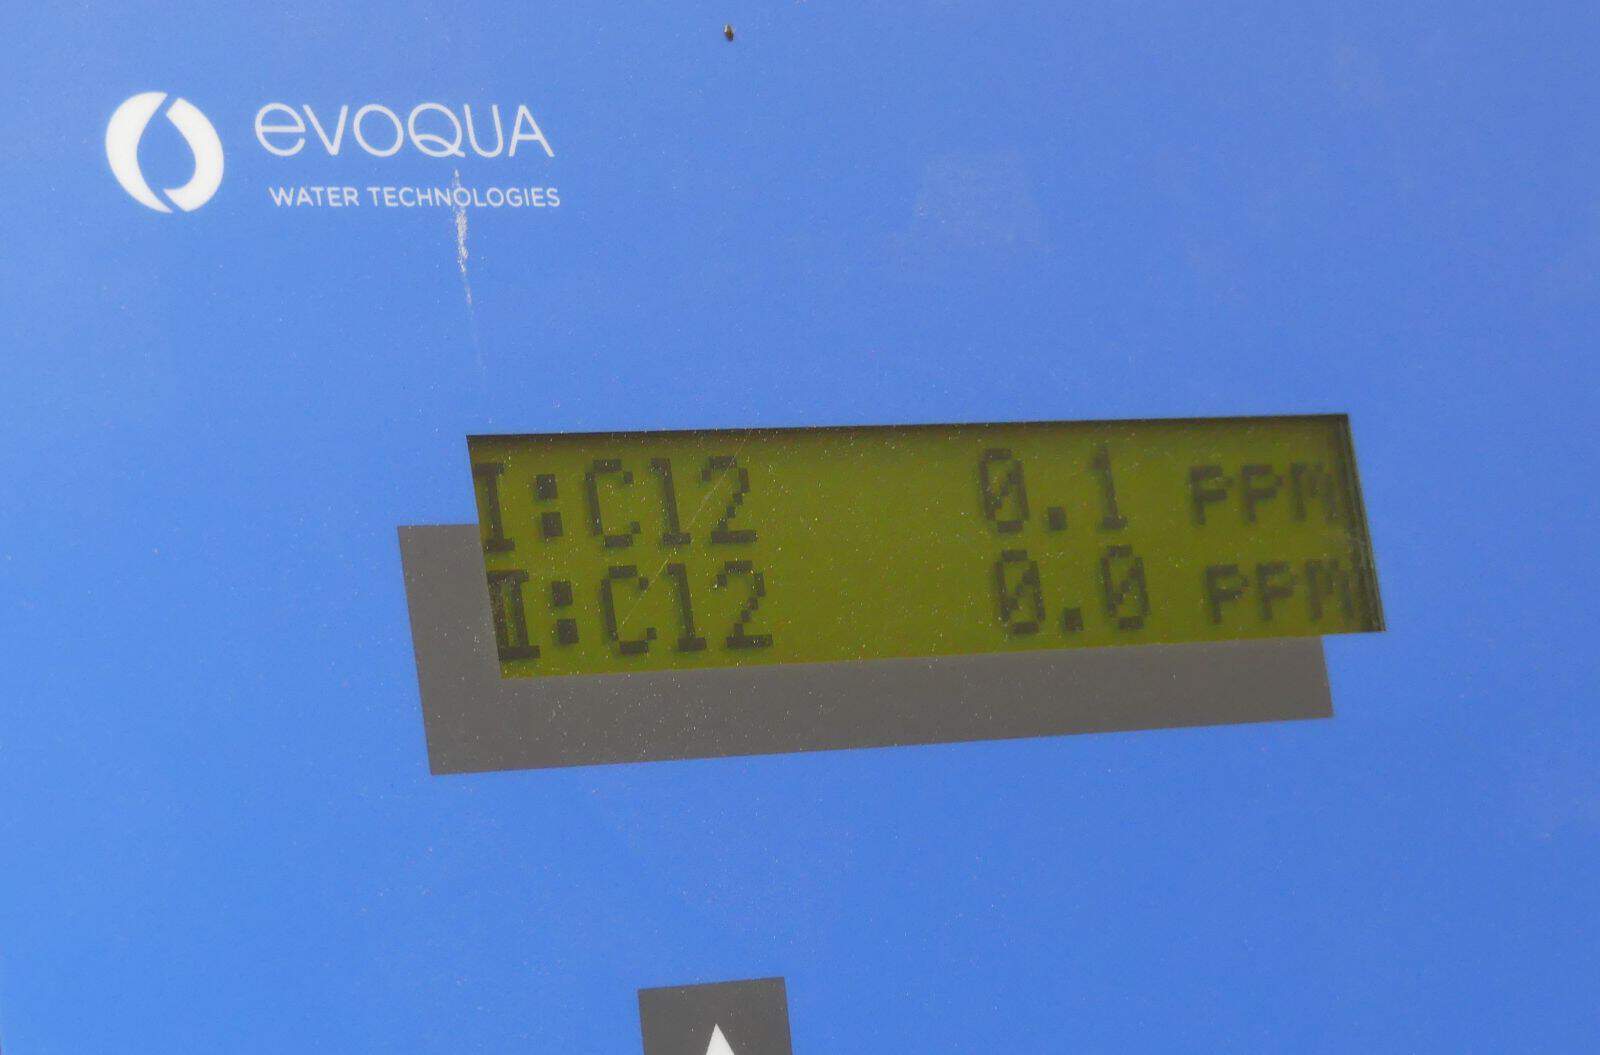 evoqua
WATER TECHNOLOGIES
I:Cl2 0.1 PPM
II:Cl2 0.0 PPM